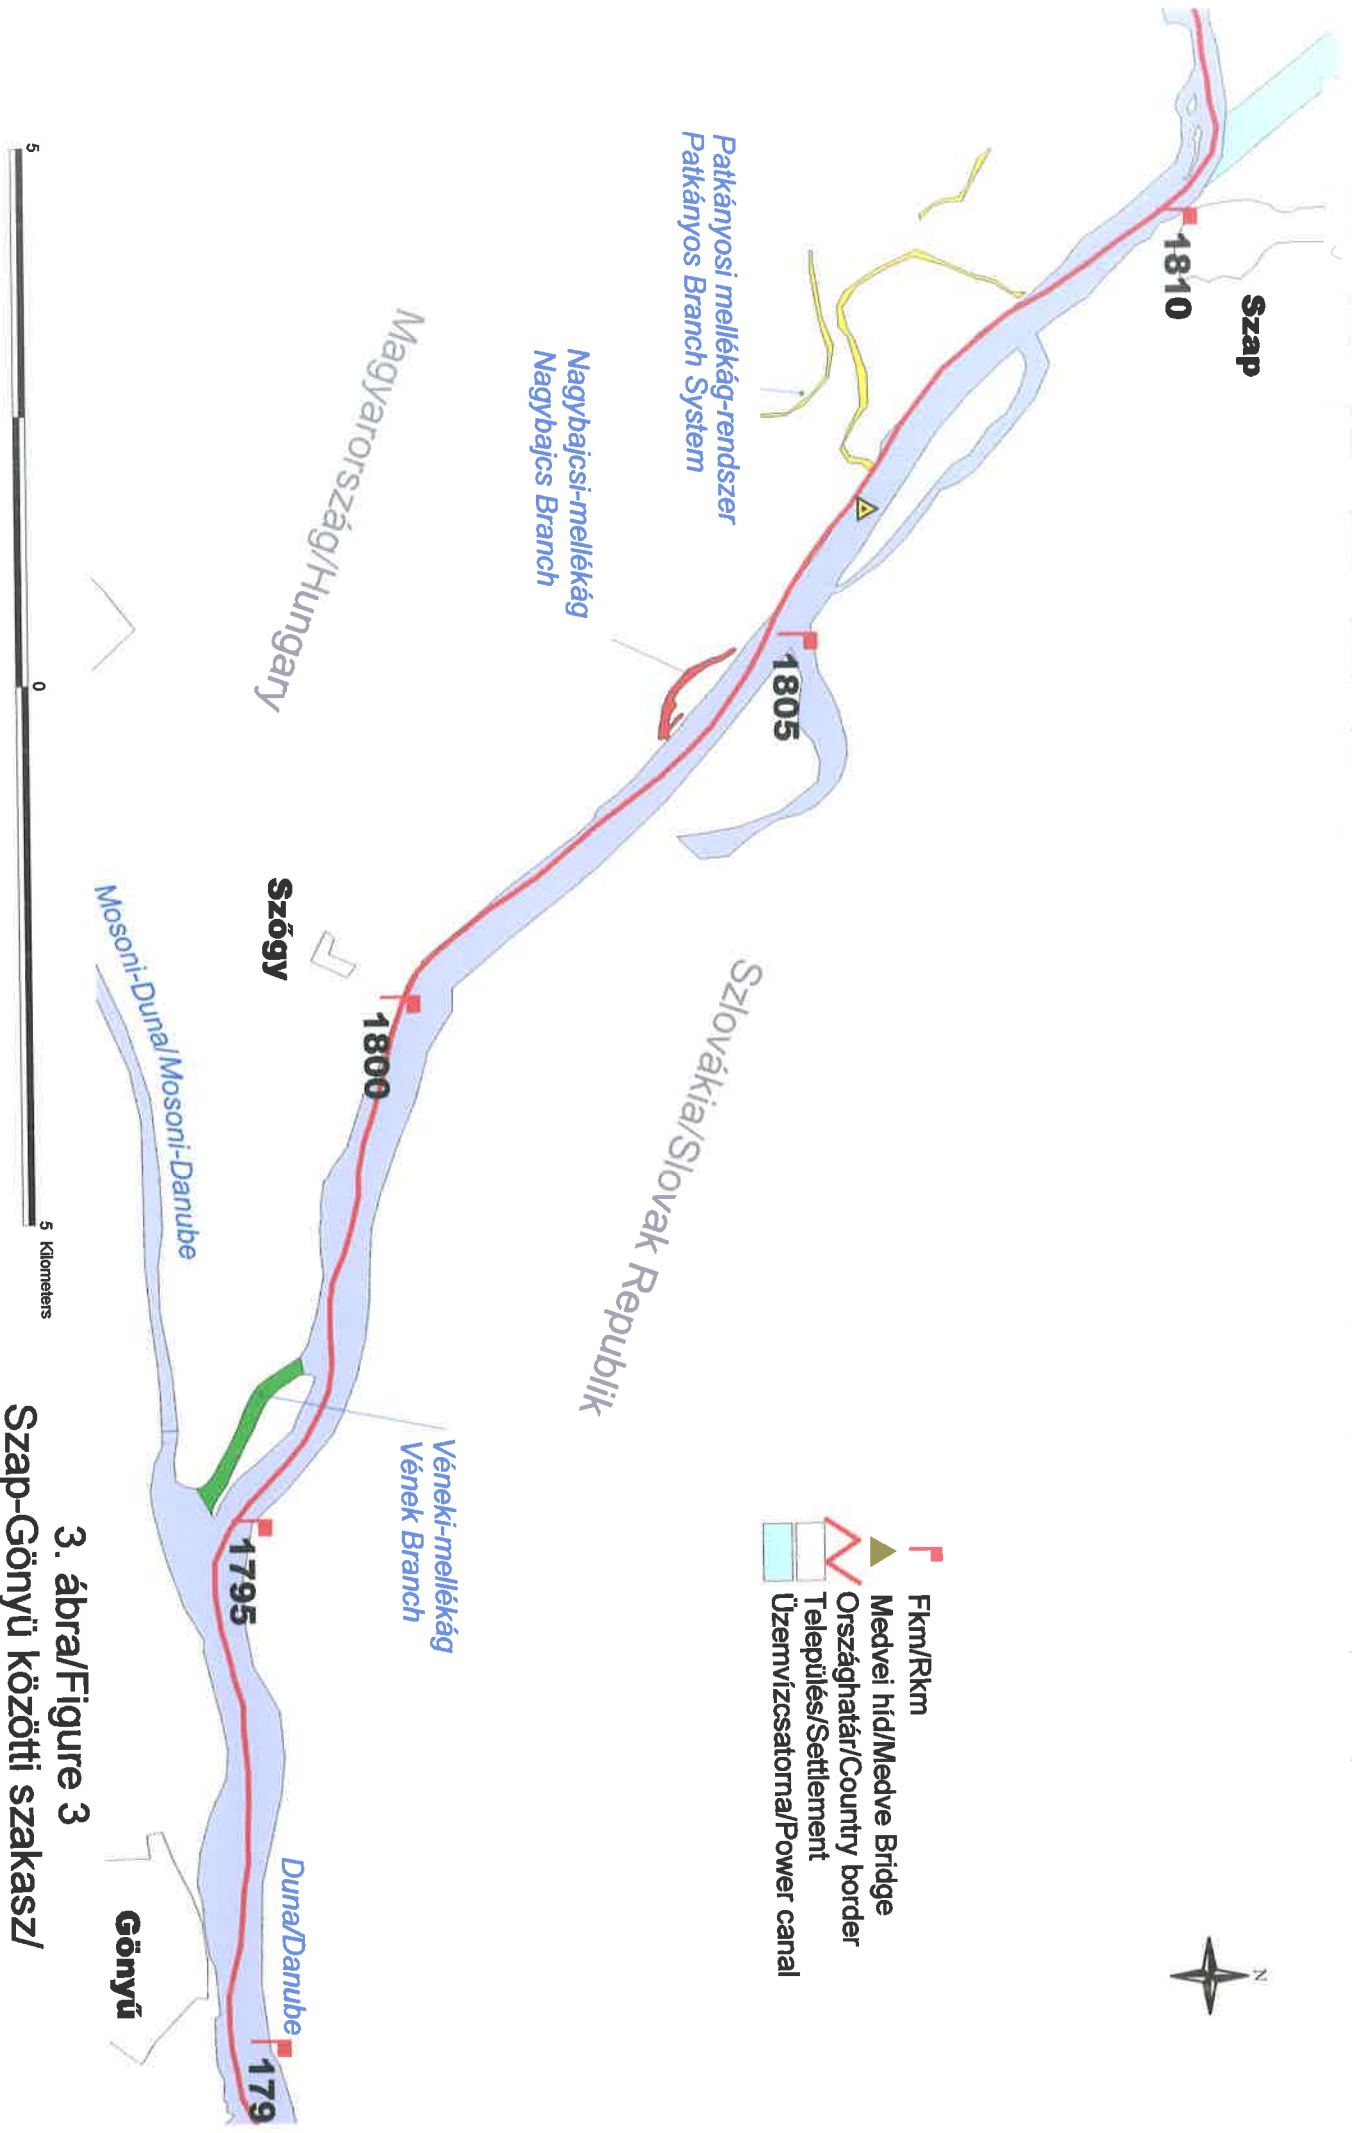 Szap
1810
Patkányosi mellékág-rendszer
Patkányos Branch System
Nagybajcsi-mellékág
Nagybajcs Branch
1805
Magyarország/Hungary
Szlovákia/Slovak Republik
Szőgy
1800
Mosoni-Duna/Mosoni-Danube
Véneki-mellékág
Vének Branch
1795
Duna/Danube
179
Gönyű
N
Fkm/Rkm
Medvei híd/Medve Bridge
Országhatár/Country border
Település/Settlement
Üzemvízcsatorna/Power canal
5
0
5 Kilometers
3. ábra/Figure 3
Szap-Gönyü közötti szakasz/